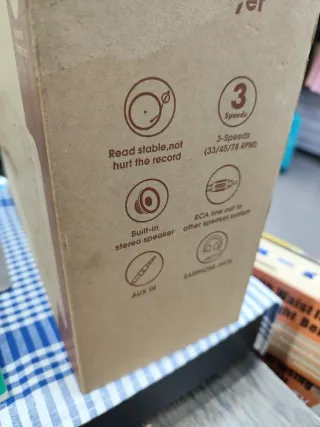 yer
3
Speeds
Read stable,not
hurt the record
3-Speeds
(33/45/78 RPM)
Built-in
stereo speaker
RCA line out to
other speaker system
AUX IN
EARPHONE JACK